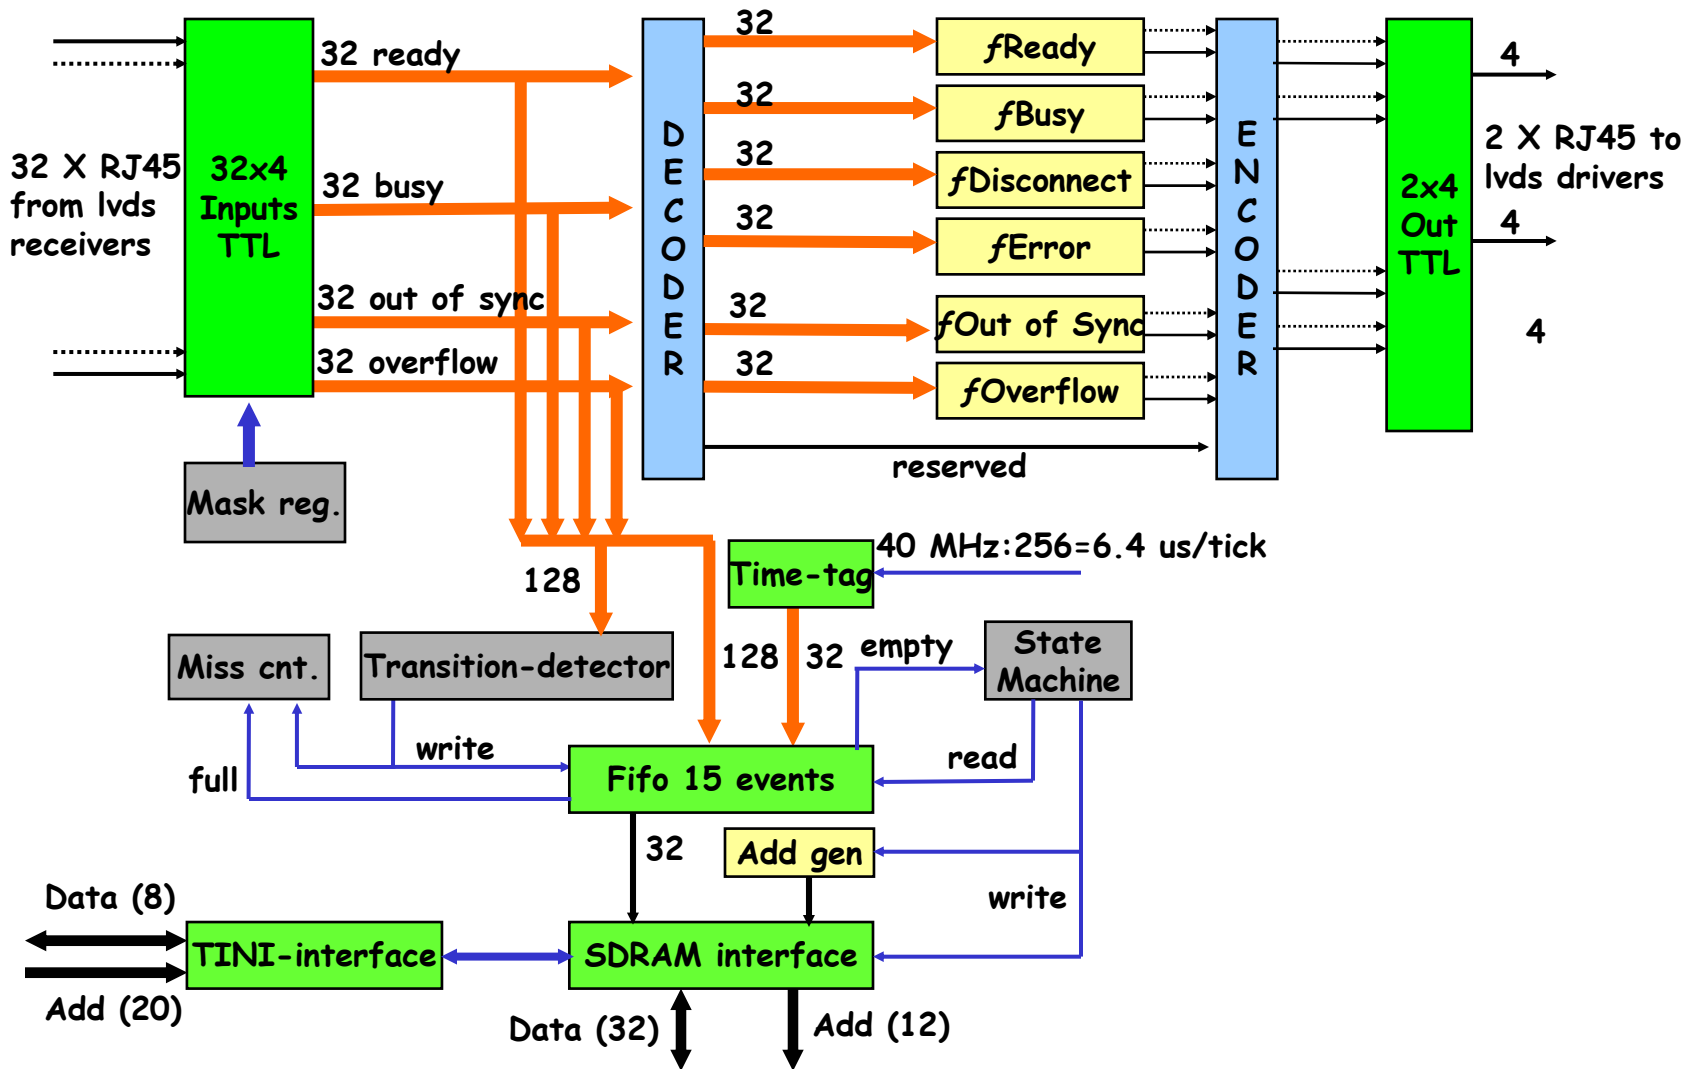 32 X RJ45
from lvds
receivers
32x4
Inputs
TTL
32 ready
32 busy
32 out of sync
32 overflow
Mask reg.
DECODER
32
32
32
32
32
32
ƒReady
ƒBusy
ƒDisconnect
ƒError
ƒOut of Sync
ƒOverflow
reserved
ENCODER
2x4
Out
TTL
4
2 X RJ45 to
lvds drivers
4
4
128
Time-tag
40 MHz:256=6.4 us/tick
Miss cnt.
Transition-detector
128
32
empty
State
Machine
write
full
read
Fifo 15 events
32
Add gen
write
Data (8)
TINI-interface
SDRAM interface
Add (20)
Data (32)
Add (12)